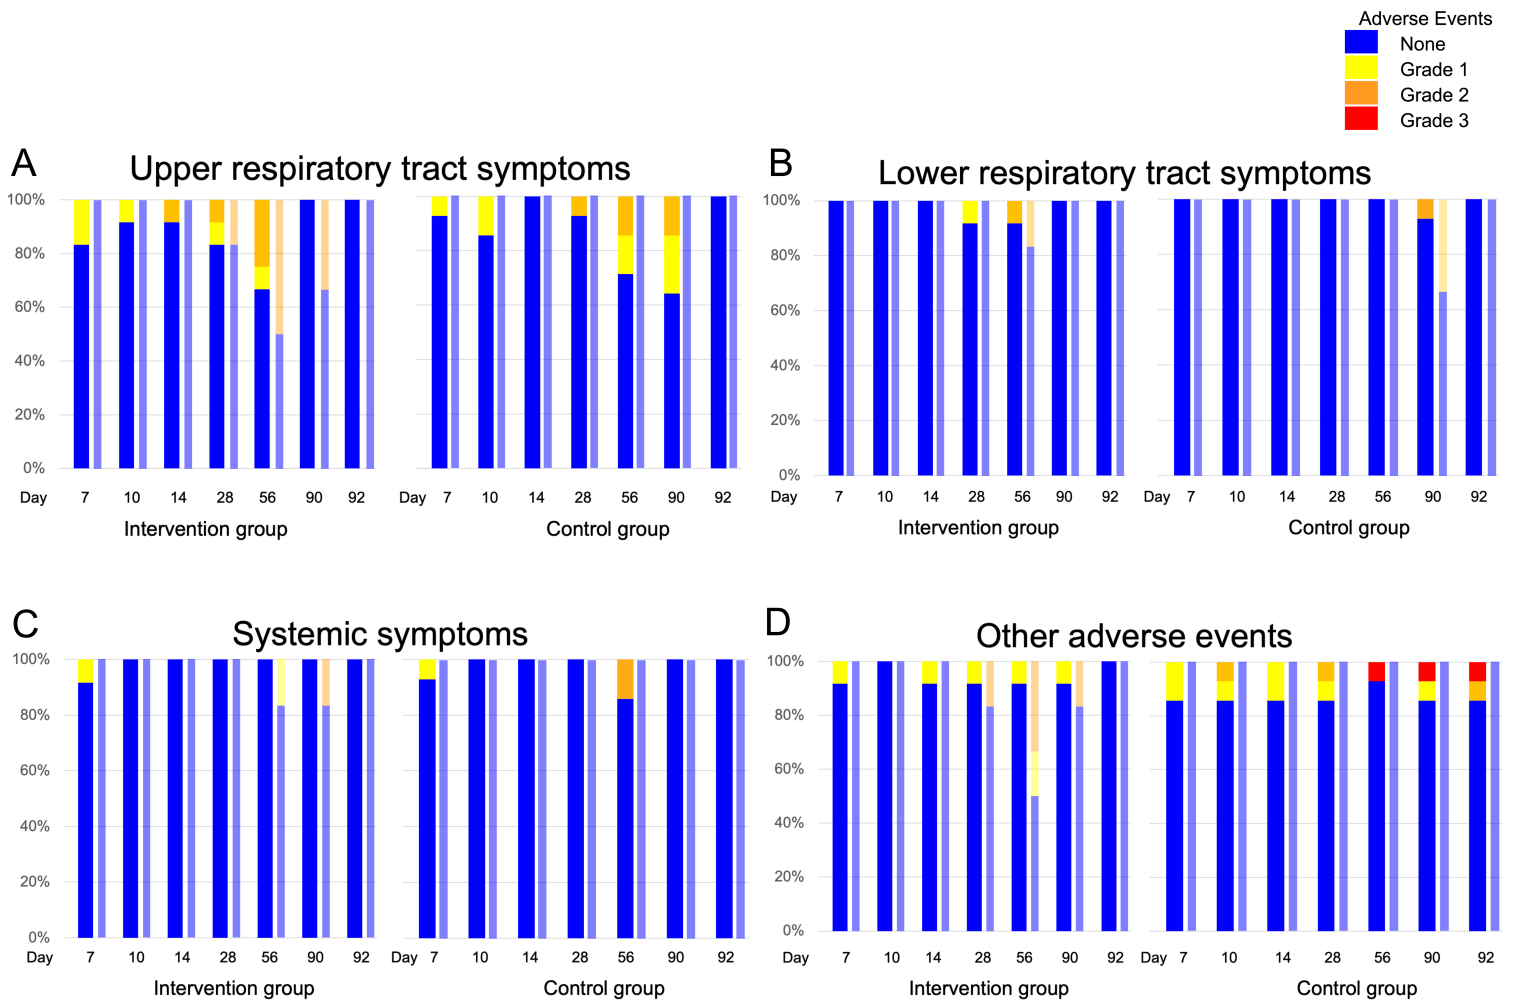 Adverse Events
None
Grade 1
Grade 2
Grade 3
A
Upper respiratory tract symptoms
100%
80%
60%
40%
20%
0%
Day 7 10 14 28 56 90 92
Intervention group
Day 7 10 14 28 56 90 92
Control group
B
Lower respiratory tract symptoms
100%
80%
60%
40%
20%
0%
Day 7 10 14 28 56 90 92
Intervention group
Day 7 10 14 28 56 90 92
Control group
C
Systemic symptoms
100%
80%
60%
40%
20%
0%
Day 7 10 14 28 56 90 92
Intervention group
Day 7 10 14 28 56 90 92
Control group
D
Other adverse events
100%
80%
60%
40%
20%
0%
Day 7 10 14 28 56 90 92
Intervention group
Day 7 10 14 28 56 90 92
Control group